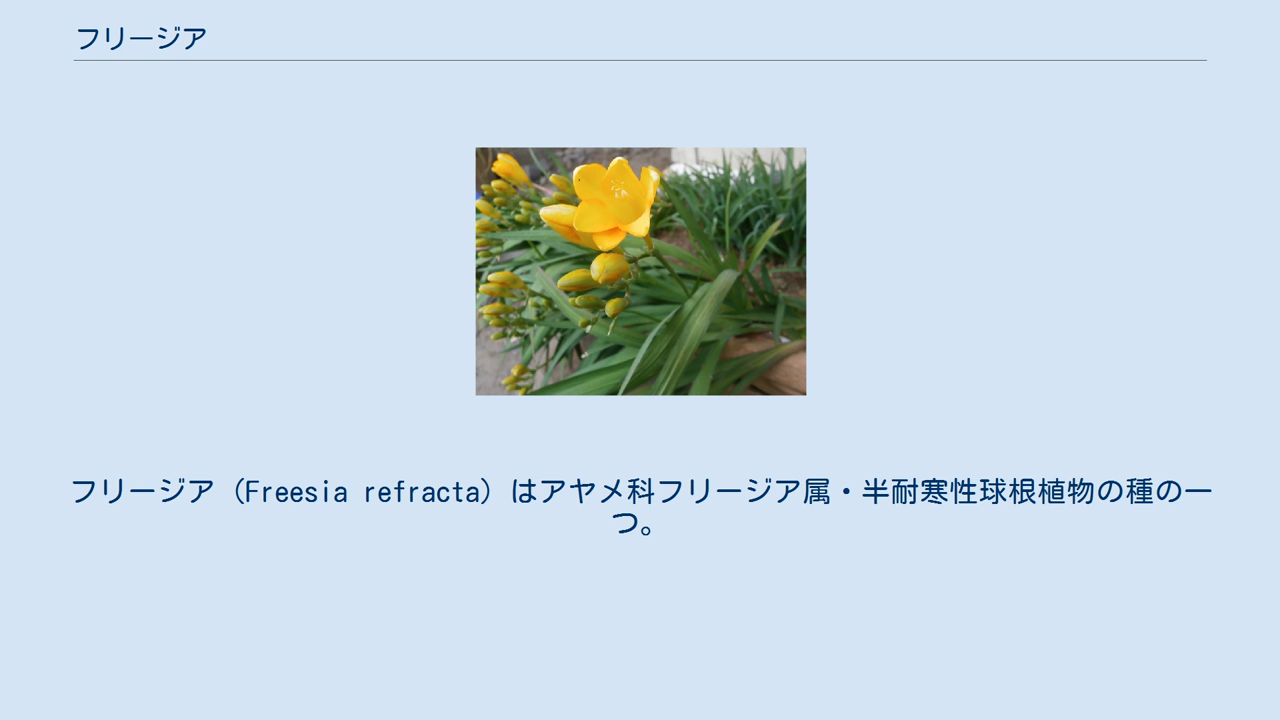 フリージア
フリージア（Freesia refracta）はアヤメ科フリージア属・半耐寒性球根植物の種の一
つ。